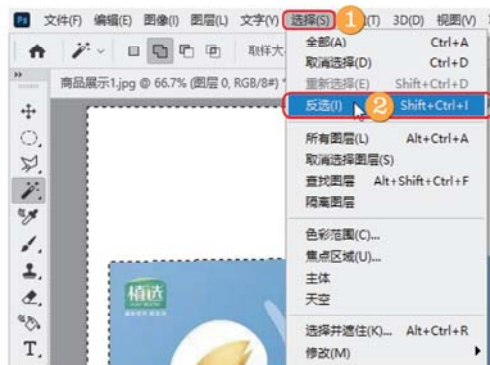 Ps 文件(F) 编辑(E) 图像(I) 图层(L) 文字(Y) 选择(S) 1 (T) 3D(D) 视图(V)
取样大
商品展示1.jpg @ 66.7% (图层 0, RGB/8#) *
全部(A) Ctrl+A
取消选择(D) Ctrl+D
重新选择(E) Shift+Ctrl+D
反选(I) 2 Shift+Ctrl+I
所有图层(L) Alt+Ctrl+A
取消选择图层(S)
查找图层 Alt+Shift+Ctrl+F
隔离图层
色彩范围(C)...
焦点区域(U)...
主体
天空
选择并遮住(K)... Alt+Ctrl+R
修改(M)
植选
T